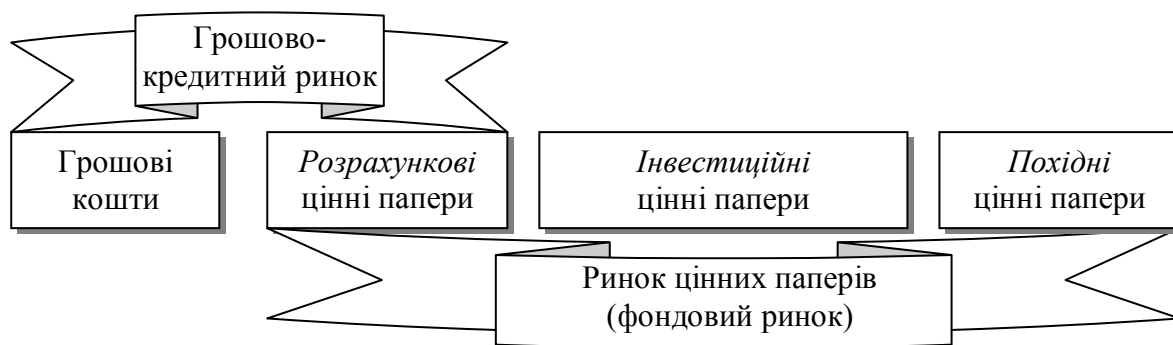 Грошово-
кредитний ринок
Грошові
кошти
Розрахункові
цінні папери
Інвестиційні
цінні папери
Похідні
цінні папери
Ринок цінних паперів
(фондовий ринок)